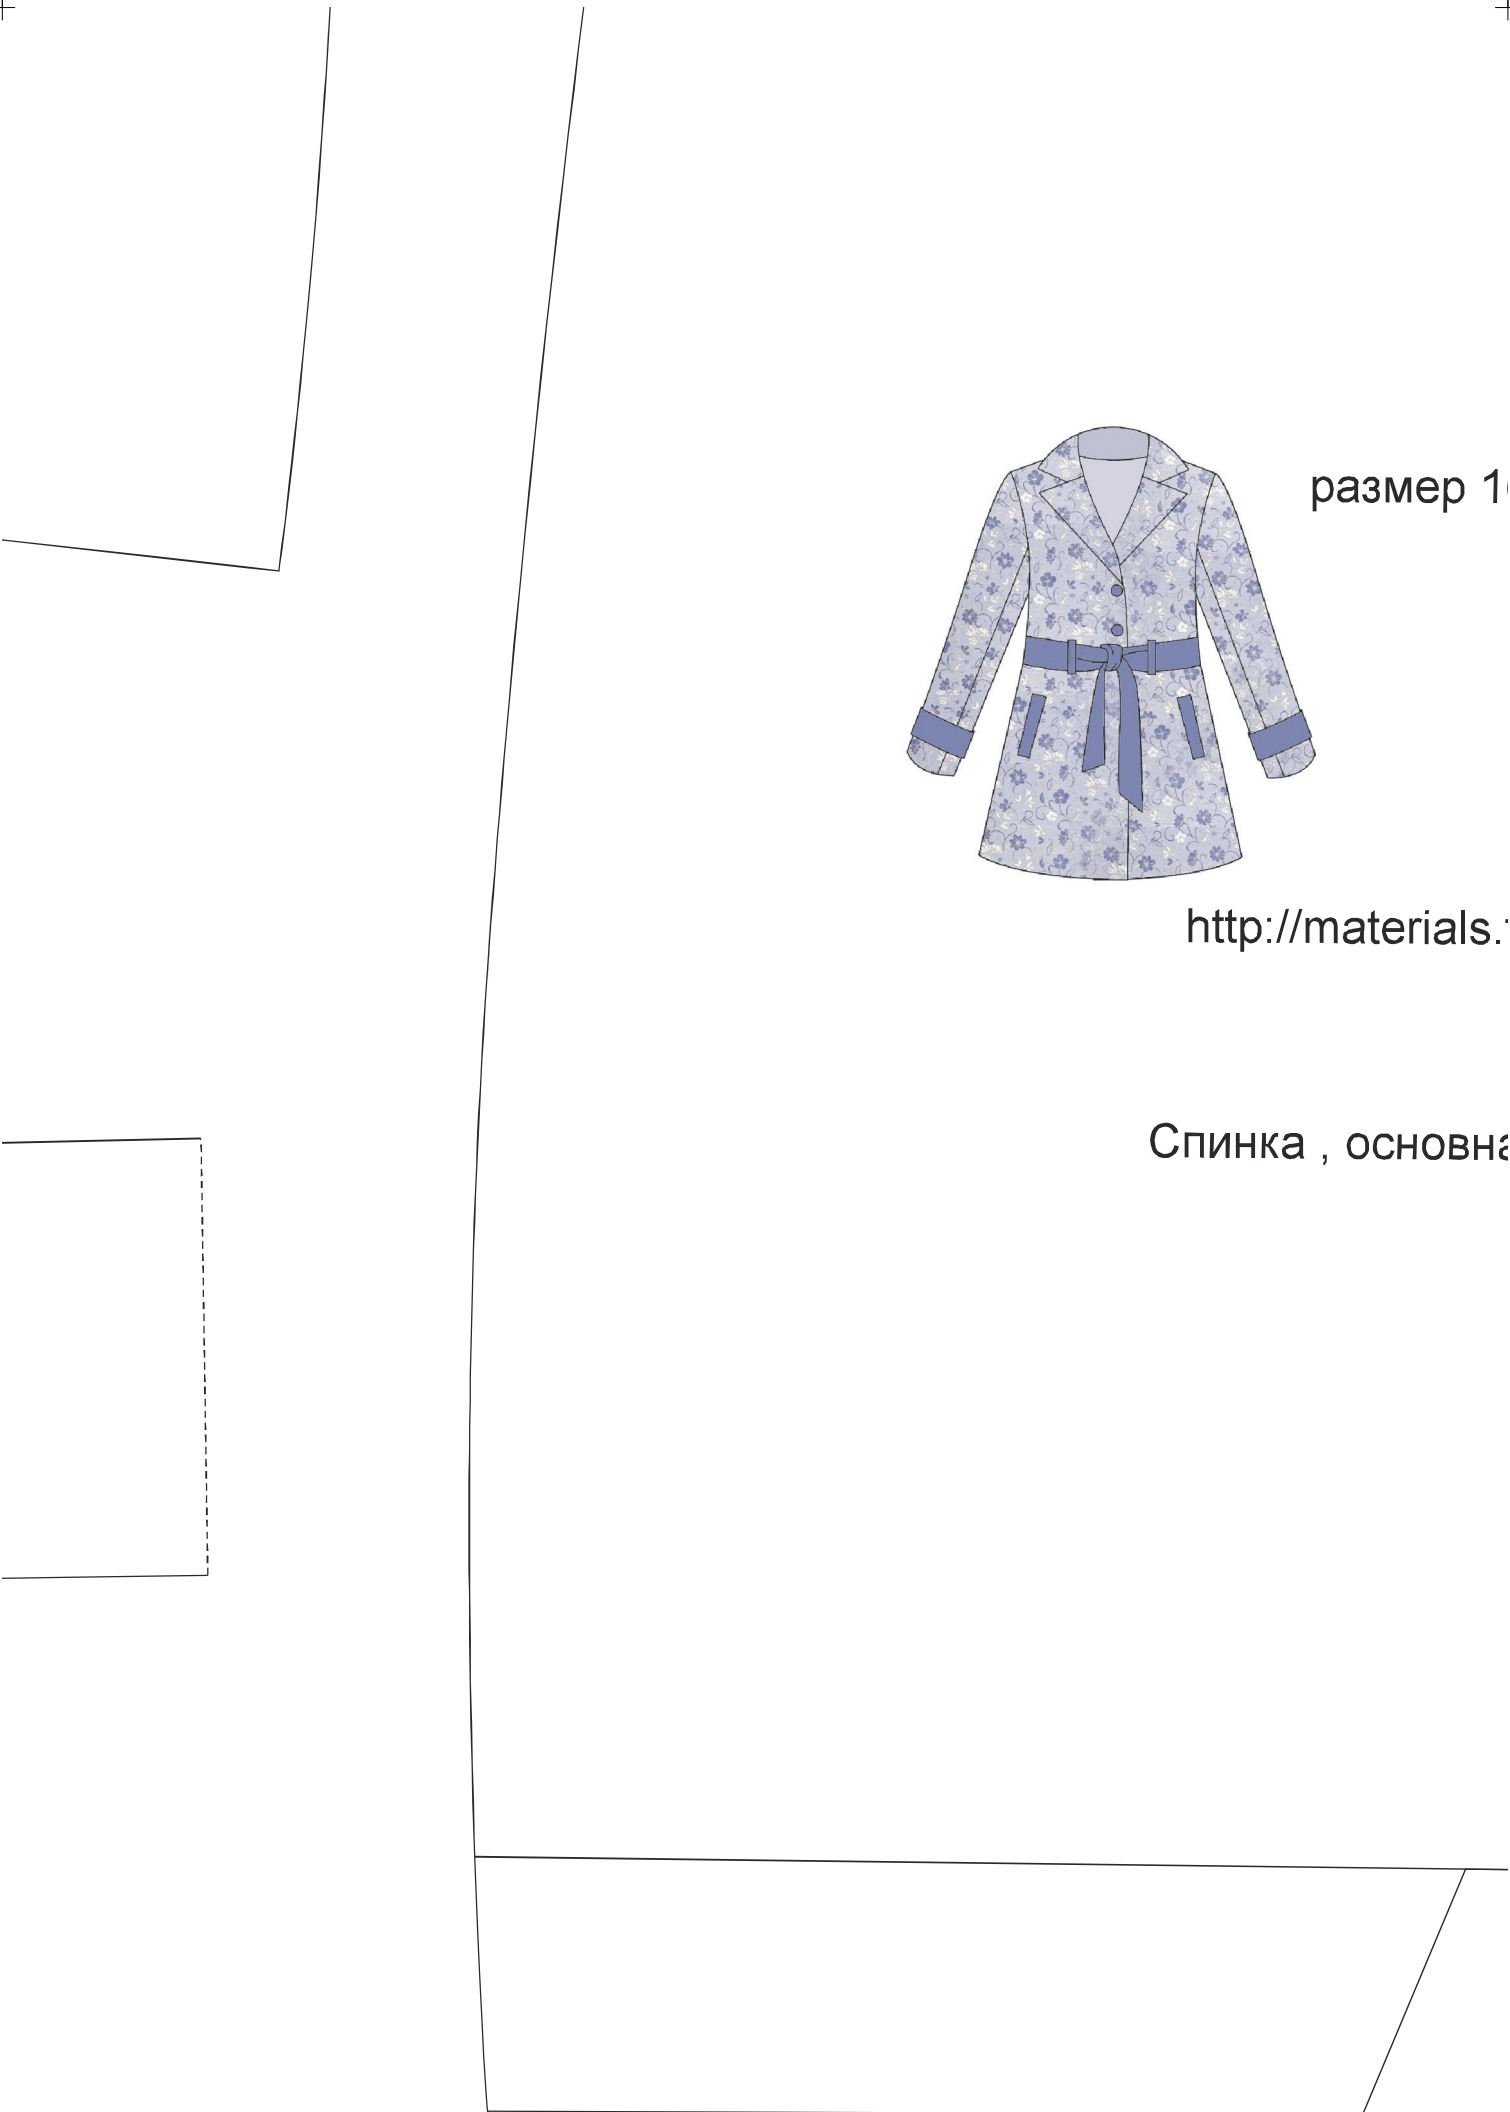 размер 1
http://materials.
Спинка , основна